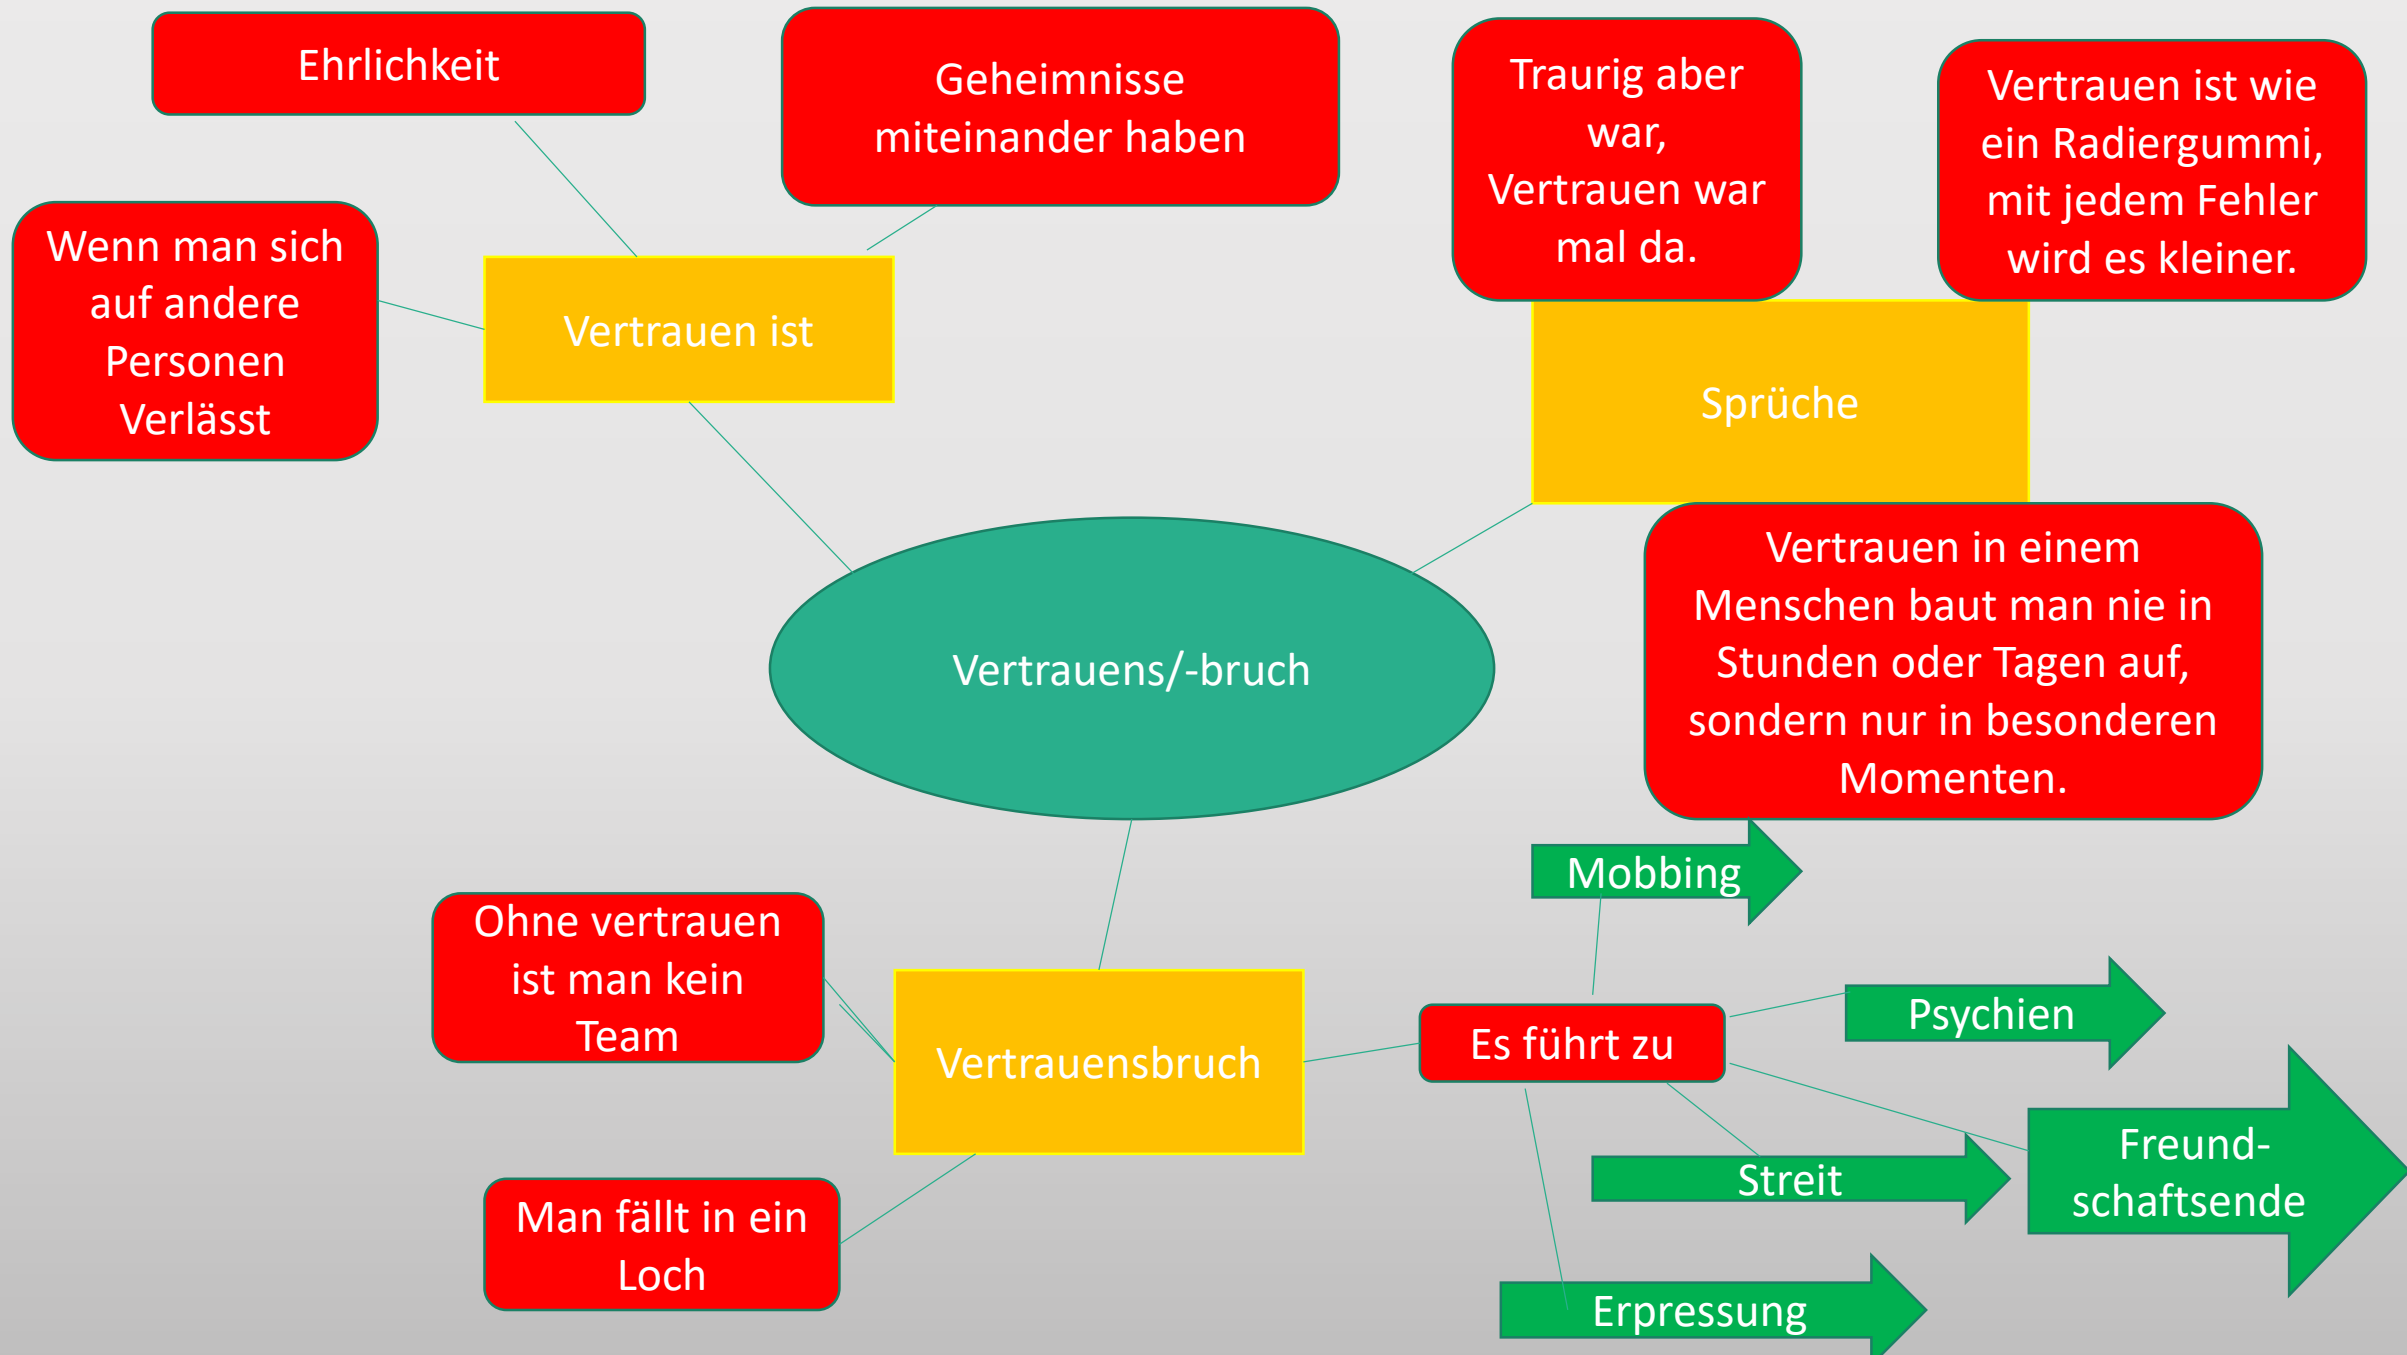 Ehrlichkeit
Geheimnisse
miteinander haben
Wenn man sich
auf andere
Personen
Verlässt
Vertrauen ist
Traurig aber
war,
Vertrauen war
mal da.
Vertrauen ist wie
ein Radiergummi,
mit jedem Fehler
wird es kleiner.
Sprüche
Vertrauen in einem
Menschen baut man nie in
Stunden oder Tagen auf,
sondern nur in besonderen
Momenten.
Vertrauens/-bruch
Ohne vertrauen
ist man kein
Team
Vertrauensbruch
Man fällt in ein
Loch
Es führt zu
Mobbing
Psychien
Freund-
schaftsende
Streit
Erpressung